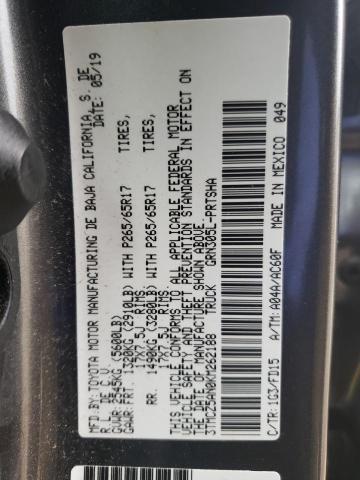 MFD.BY:TOYOTA MOTOR MANUFACTURING DE BAJA CALIFORNIA S. DE
R.L. DE C.V. DATE: 05/19
GVWR: 2545KG (5600LB)
GAWR:FRT. 1320KG (2910LB) WITH P265/65R17 TIRES,
17X7.5J RIMS,
RR. 1490KG (3280LB) WITH P265/65R17 TIRES,
17X7.5J RIMS,
THIS VEHICLE CONFORMS TO ALL APPLICABLE FEDERAL MOTOR
VEHICLE SAFETY AND THEFT PREVENTION STANDARDS IN EFFECT ON
THE DATE OF MANUFACTURE SHOWN ABOVE.
3TMCZ5AN0KM262188 TRUCK GRN305L-PRTSHA
C/TR:1G3/FD15 A/TM:A04A/AC60F MADE IN MEXICO 049